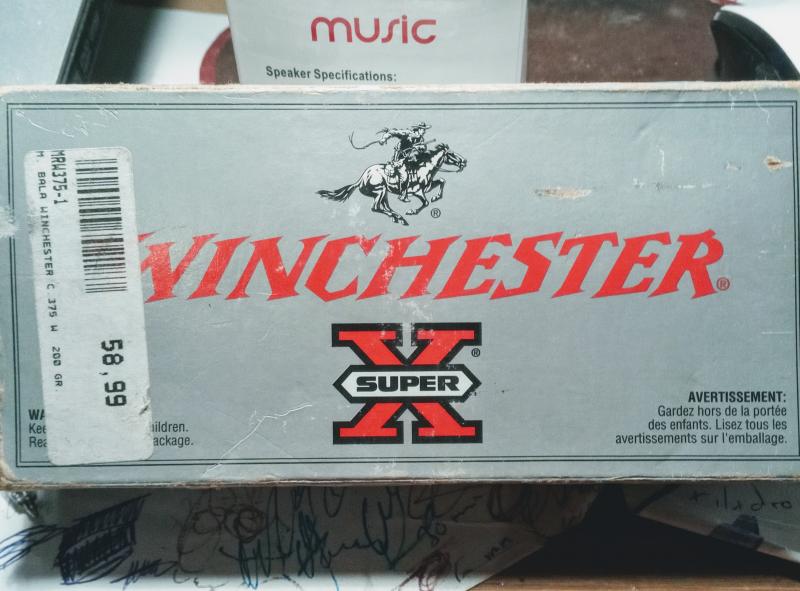 music
Speaker Specifications:
MRW375-1
M. BALA WINCHESTER C.375 W 200 GR.
58,99
WINCHESTER®
X ®
SUPER
AVERTISSEMENT:
Gardez hors de la portée
des enfants. Lisez tous les
avertissements sur l'emballage.
WA
Kee ildren.
Rea ackage.